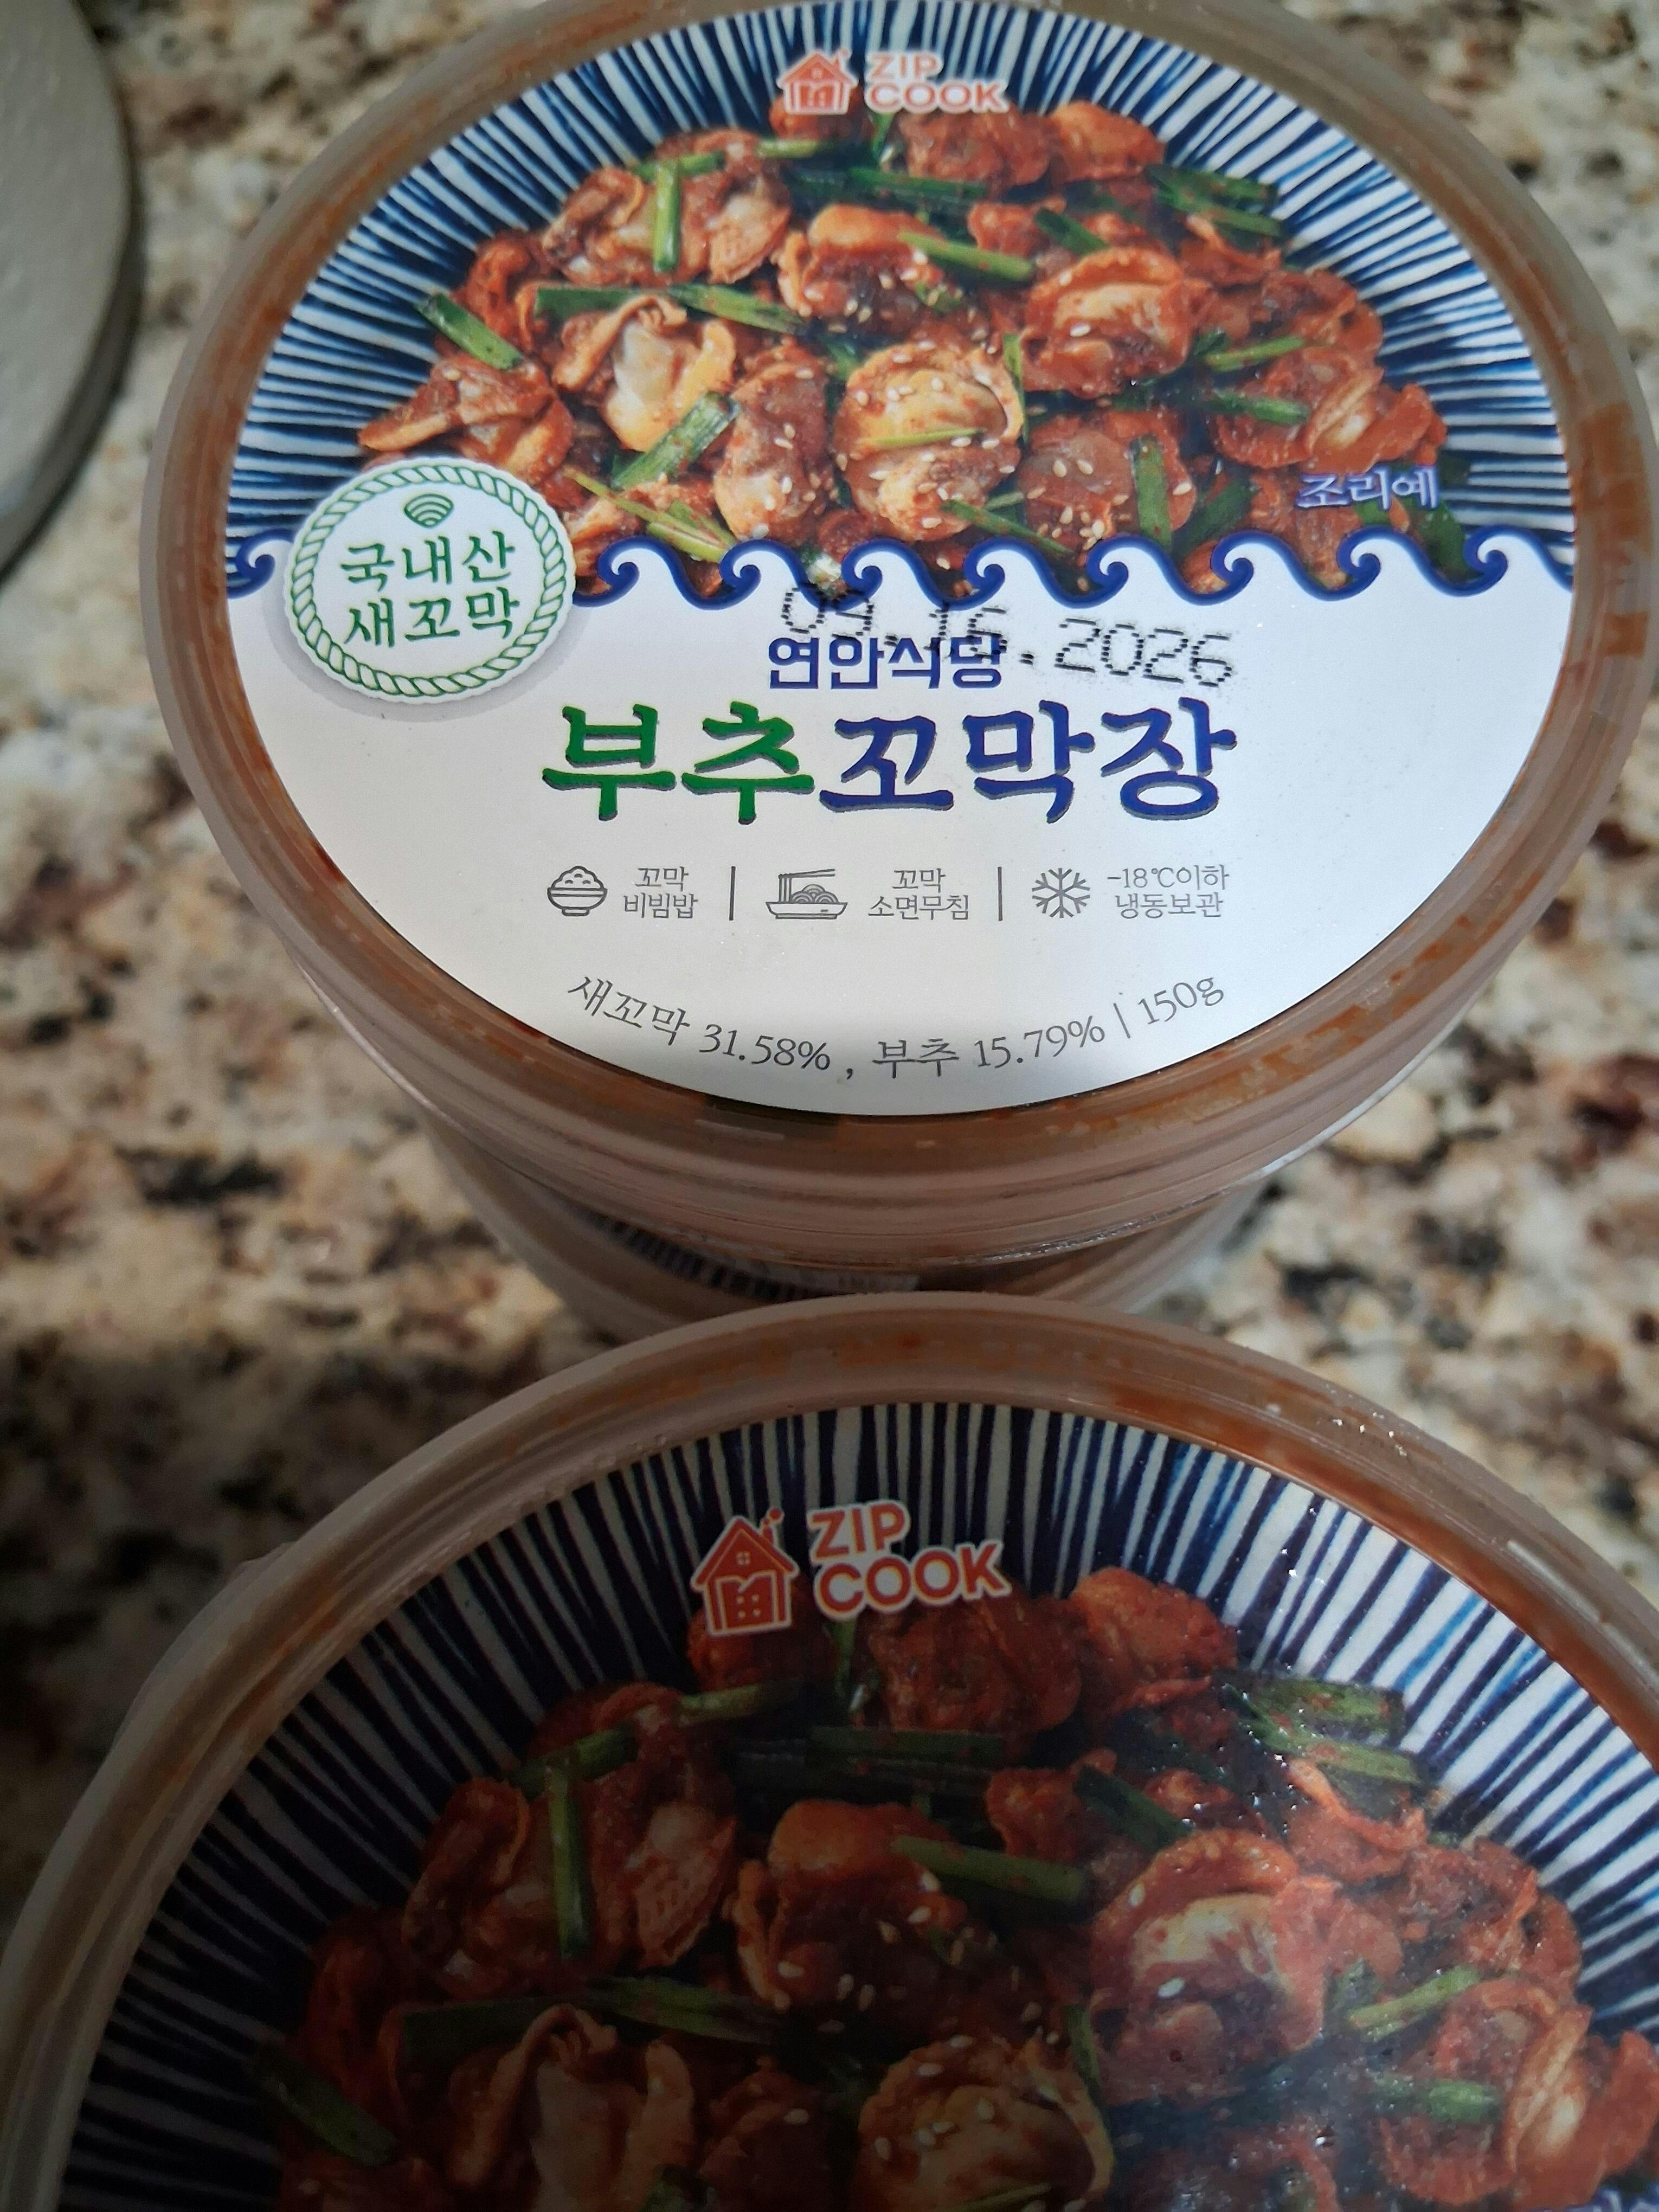 ZIP
COOK
조리예
국내산
새꼬막
09.16.2026
연안식당
부추꼬막장
꼬막
비빔밥
꼬막
소면무침
-18℃이하
냉동보관
새꼬막 31.58% , 부추 15.79% | 150g
ZIP
COOK